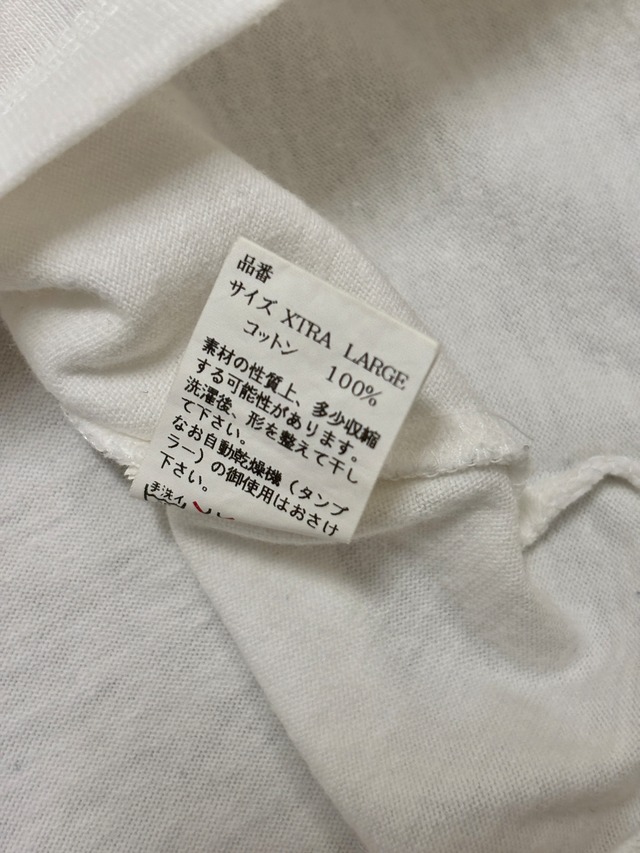 品番
サイズ XTRA LARGE
コットン 100%
素材の性質上、多少収縮
する可能性があります。
洗濯後、形を整えて干し
て下さい。
なお自動乾燥機（タンブ
ラー）の御使用はおさけ
下さい。
手洗イ